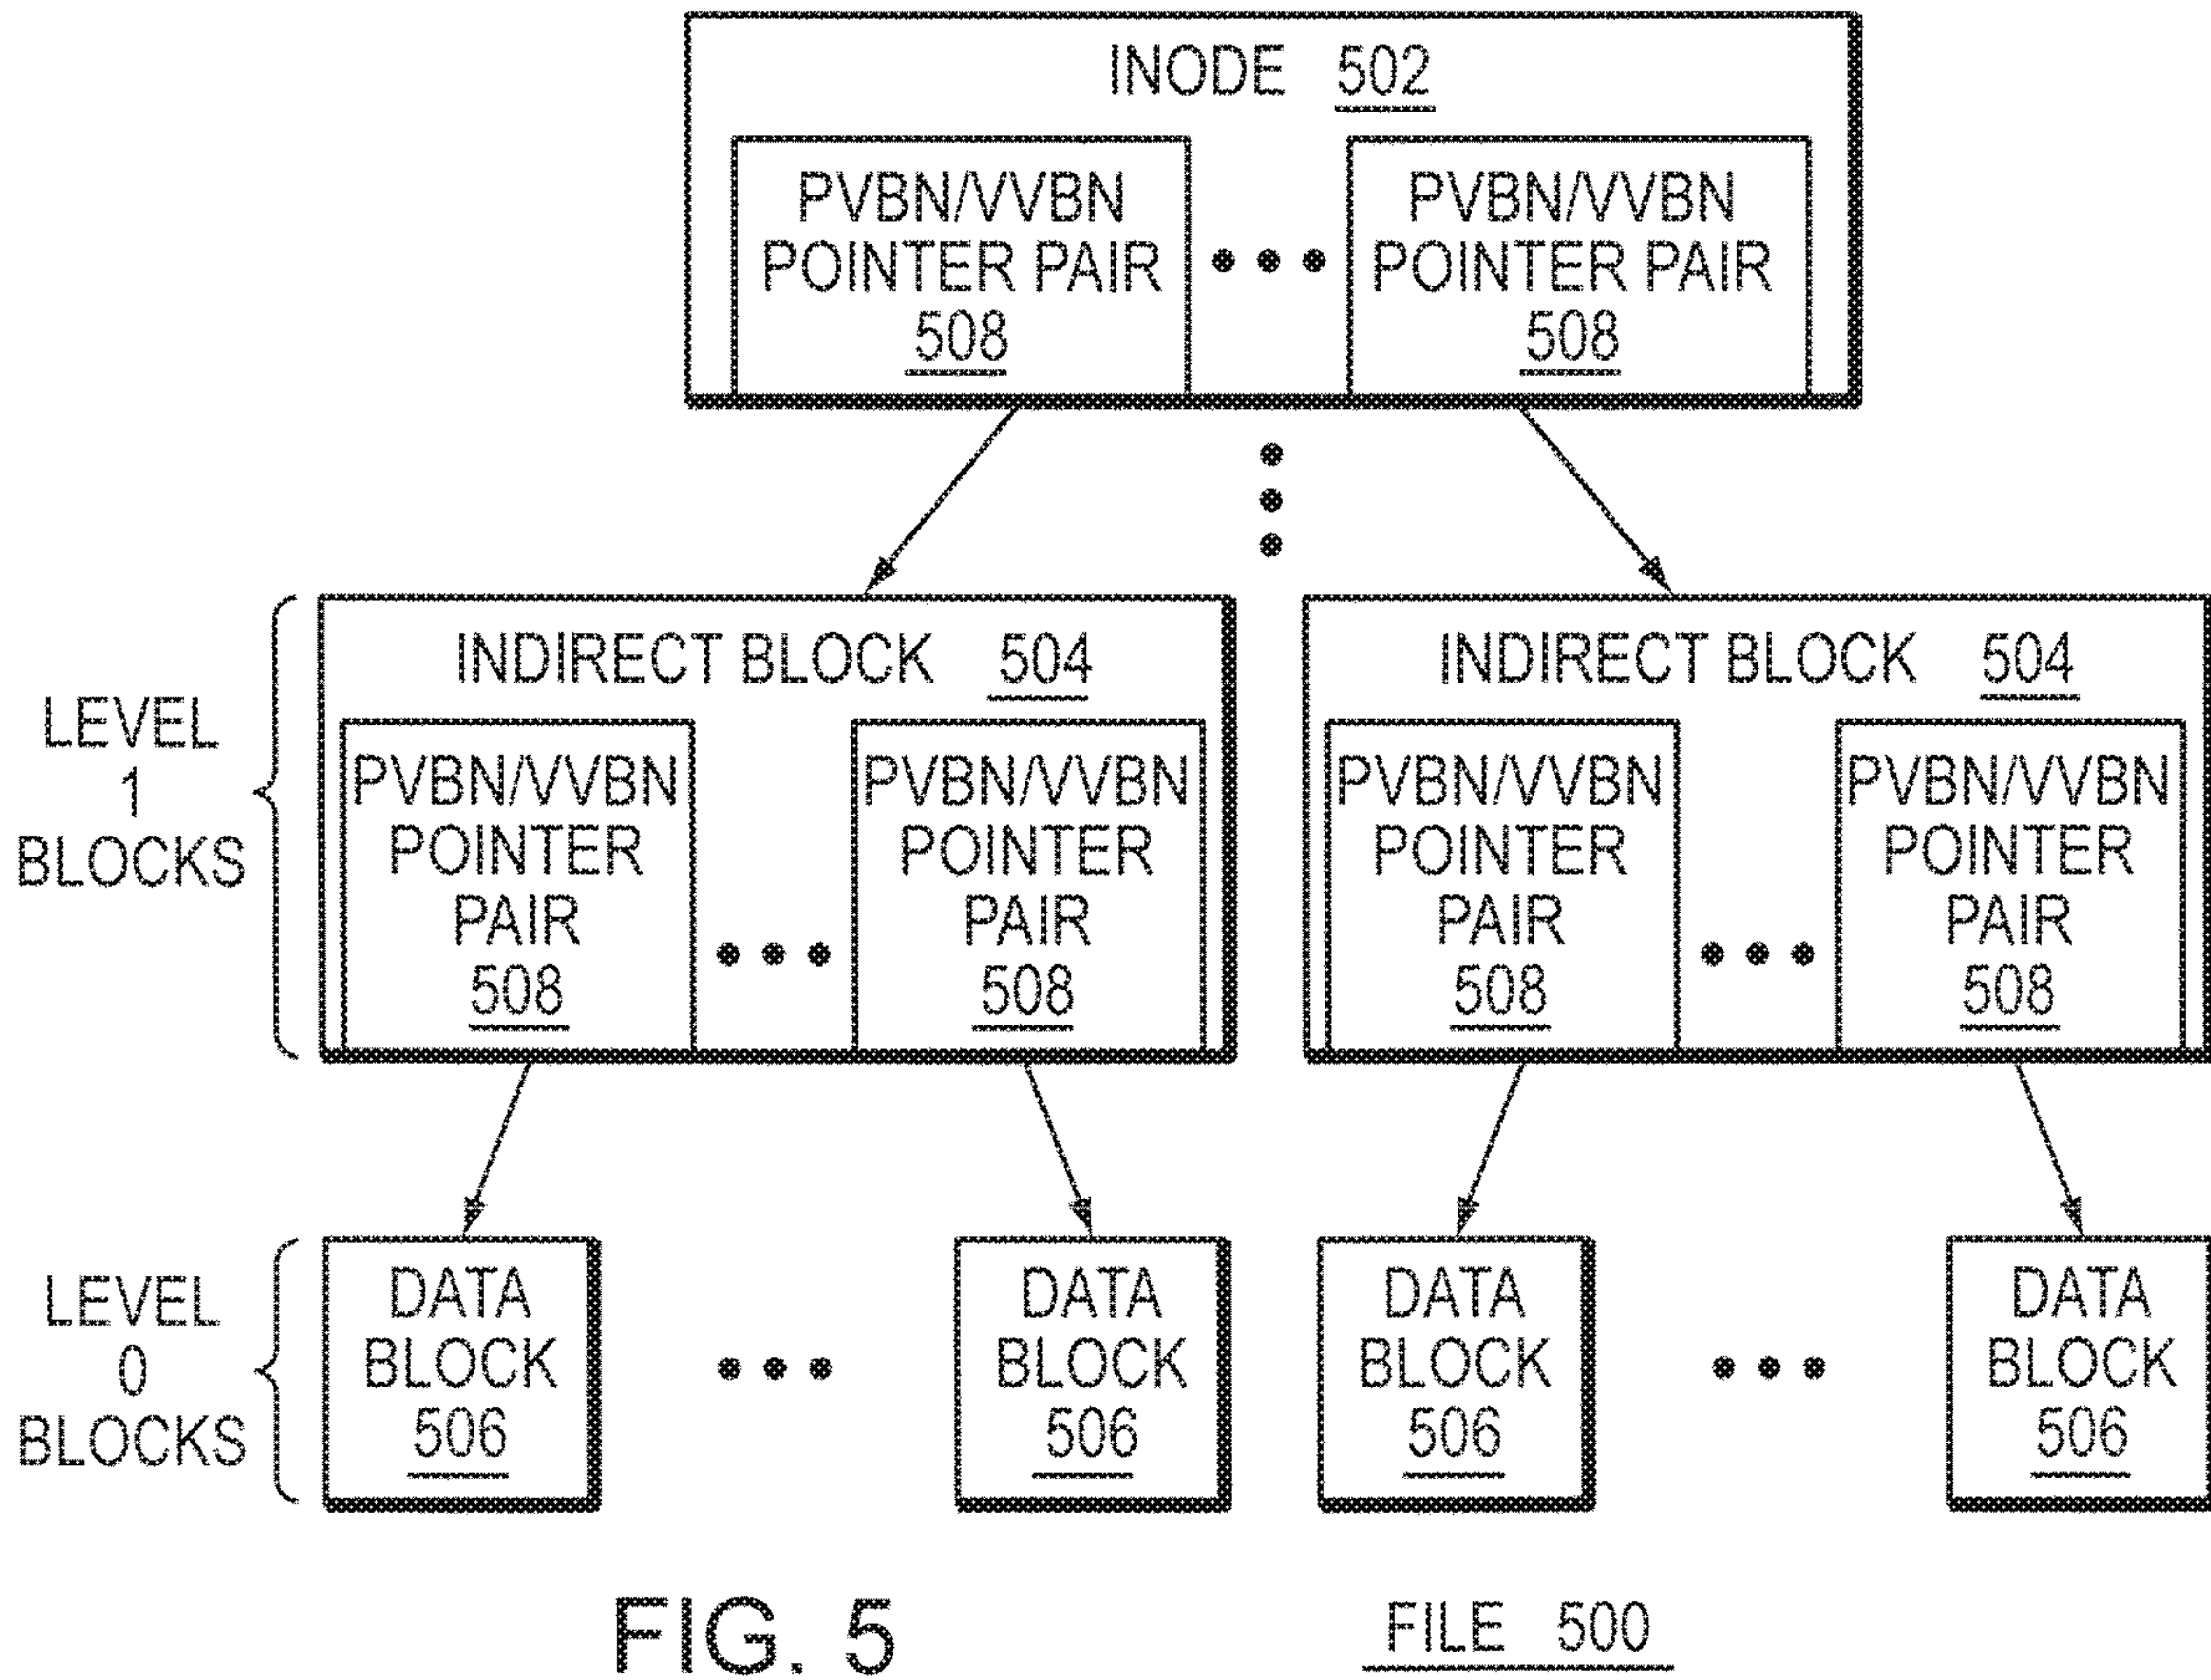 INODE 502
PVBN/VVBN
POINTER PAIR
508
PVBN/VVBN
POINTER PAIR
508
LEVEL
1
BLOCKS
INDIRECT BLOCK 504
PVBN/VVBN
POINTER
PAIR
508
PVBN/VVBN
POINTER
PAIR
508
INDIRECT BLOCK 504
PVBN/VVBN
POINTER
PAIR
508
PVBN/VVBN
POINTER
PAIR
508
LEVEL
0
BLOCKS
DATA
BLOCK
506
DATA
BLOCK
506
DATA
BLOCK
506
DATA
BLOCK
506
FIG. 5
FILE 500